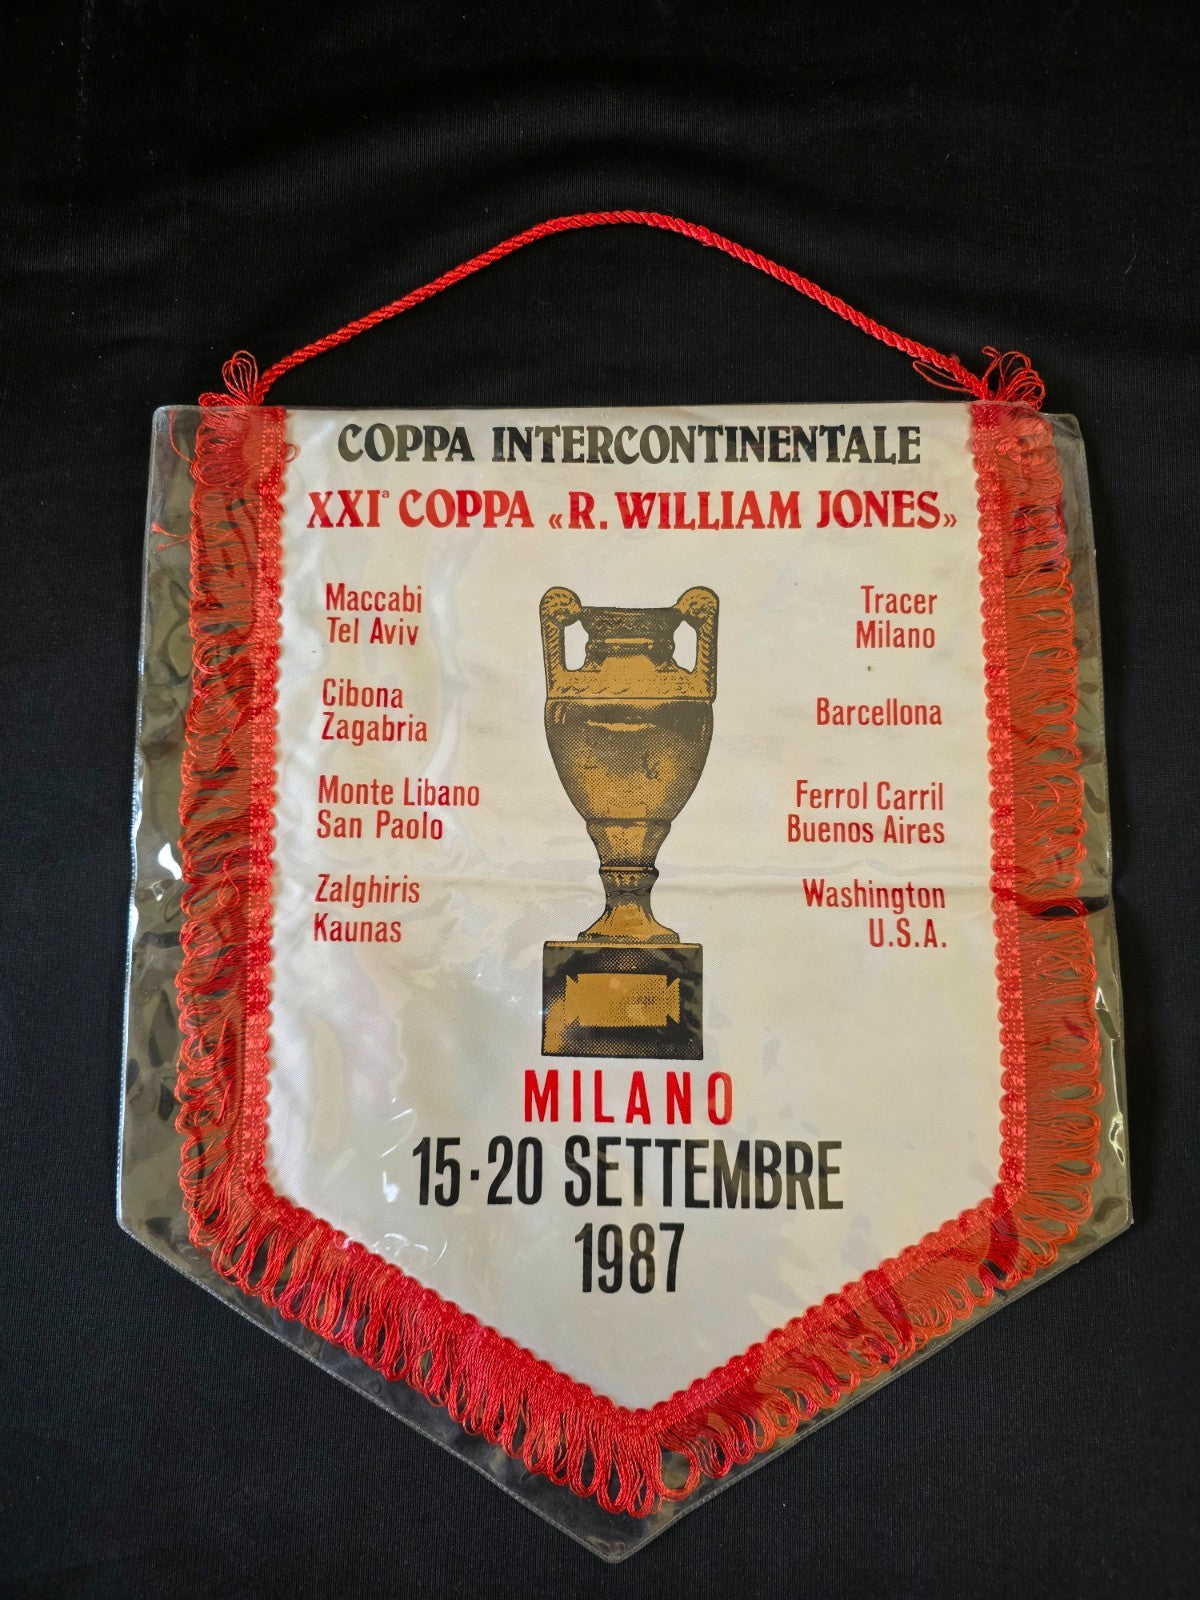 COPPA INTERCONTINENTALE
XXIª COPPA «R. WILLIAM JONES»
Maccabi
Tel Aviv
Cibona
Zagabria
Monte Libano
San Paolo
Zalghiris
Kaunas
Tracer
Milano
Barcellona
Ferrol Carril
Buenos Aires
Washington
U.S.A.
MILANO
15-20 SETTEMBRE
1987